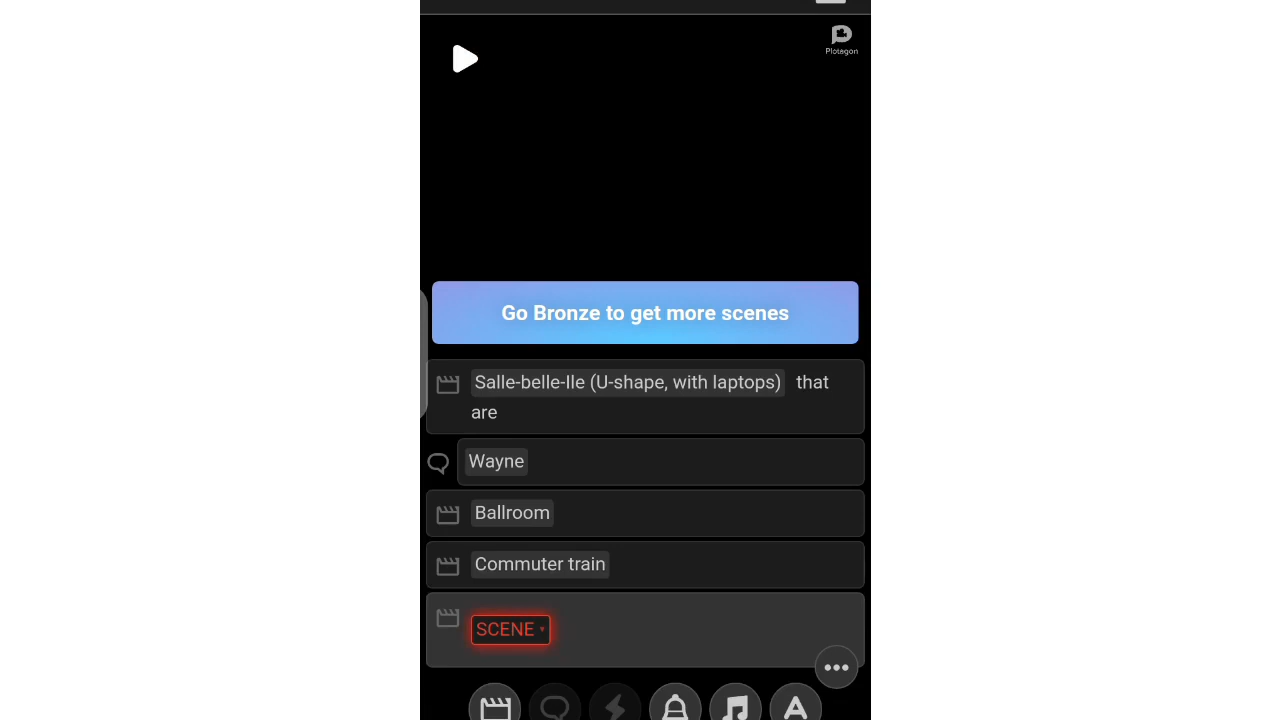 Plotagon
Go Bronze to get more scenes
Salle-belle-Ile (U-shape, with laptops) that
are
Wayne
Ballroom
Commuter train
SCENE